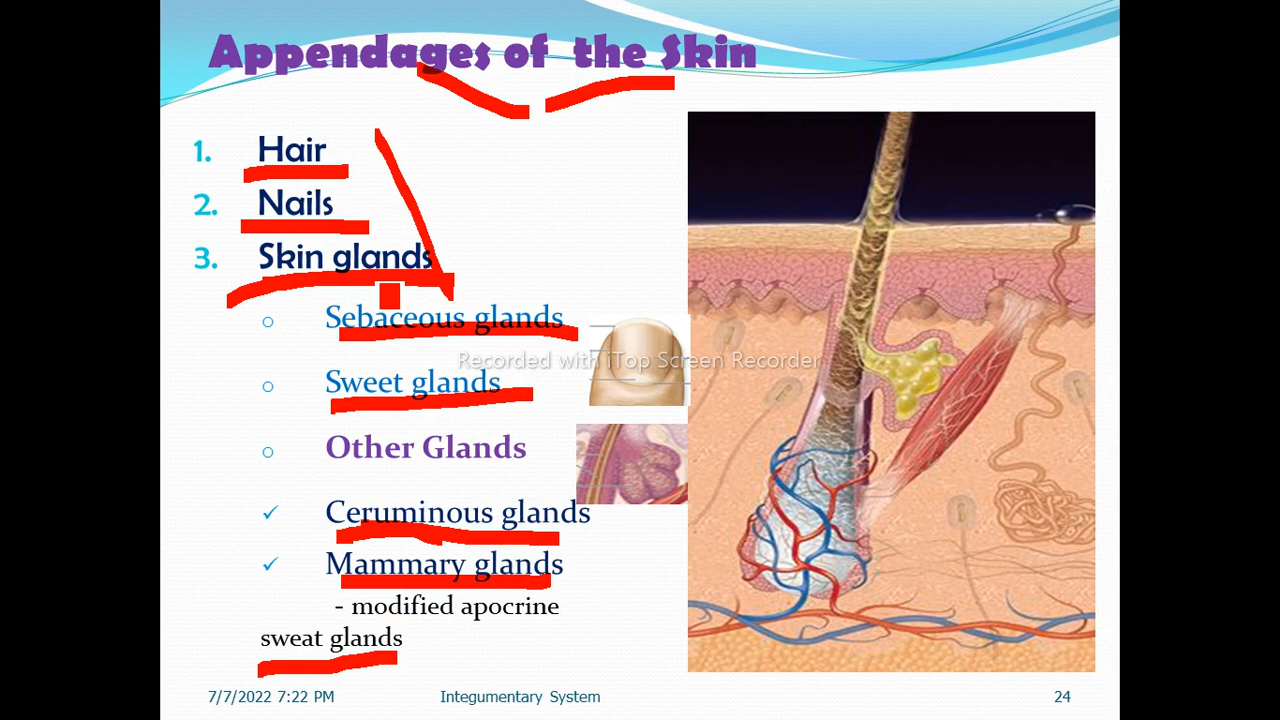 Appendages of the Skin
1. Hair
2. Nails
3. Skin glands
o Sebaceous glands
Recorded with iTop Screen Recorder
o Sweet glands
o Other Glands
✓ Ceruminous glands
✓ Mammary glands
- modified apocrine
sweat glands
7/7/2022 7:22 PM Integumentary System 24